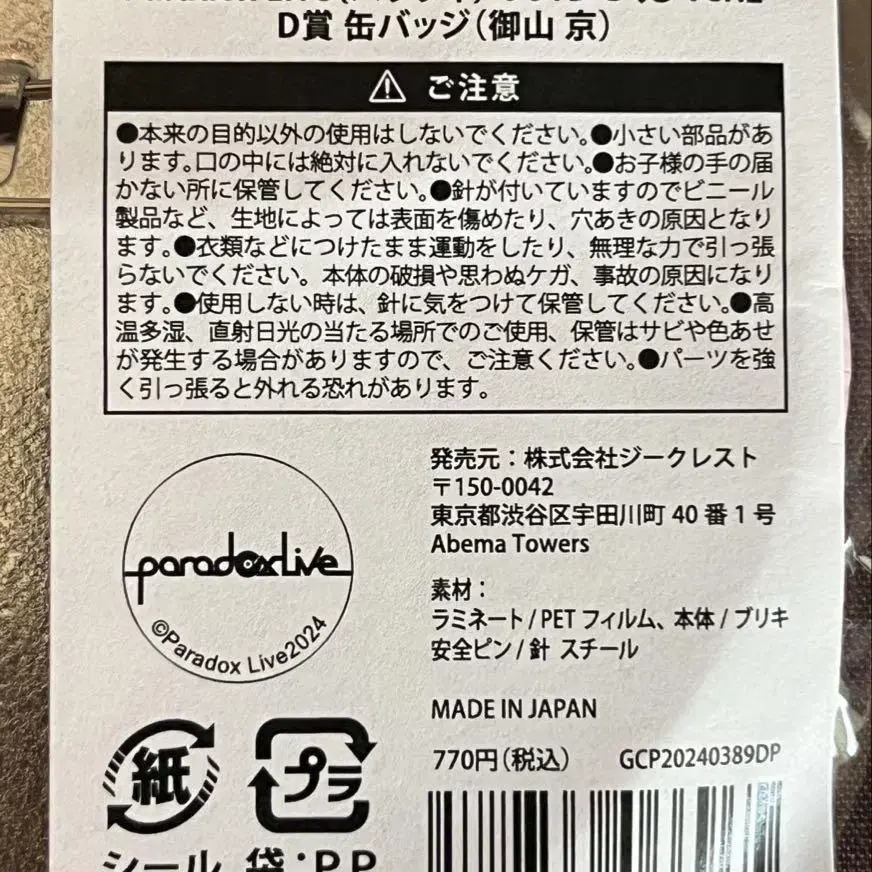 D賞 缶バッジ(御山 京)
⚠ ご注意
●本来の目的以外の使用はしないでください。●小さい部品があ
ります。口の中には絶対に入れないでください。●お子様の手の届
かない所に保管してください。●針が付いていますのでビニール
製品など、生地によっては表面を傷めたり、穴あきの原因となり
ます。●衣類などにつけたまま運動をしたり、無理な力で引っ張
らないでください。本体の破損や思わぬケガ、事故の原因になり
ます。●使用しない時は、針に気をつけて保管してください。●高
温多湿、直射日光の当たる場所でのご使用、保管はサビや色あせ
が発生する場合がありますので、ご注意ください。●パーツを強
く引っ張ると外れる恐れがあります。
発売元:株式会社ジークレスト
〒150-0042
東京都渋谷区宇田川町 40 番 1 号
Abema Towers
paradoxLive
©Paradox Live2024
素材:
ラミネート/PET フィルム、本体/ブリキ
安全ピン/針 スチール
MADE IN JAPAN
770円(税込) GCP20240389DP
紙 プラ
シール 袋:PP